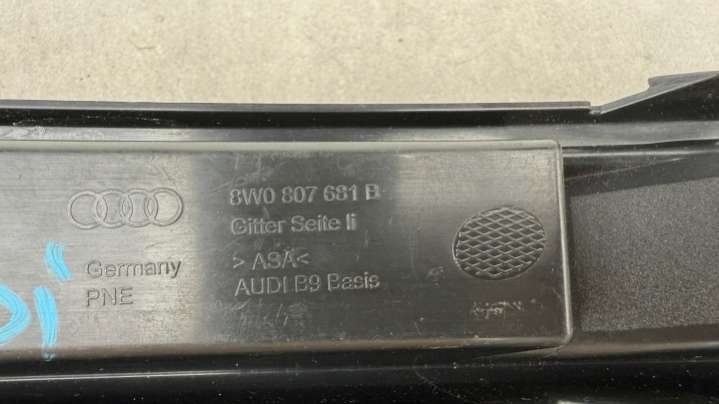 8W0 807 681 B
Gitter Seite li
> ASA<
AUDI B9 Basis
Germany
PNE